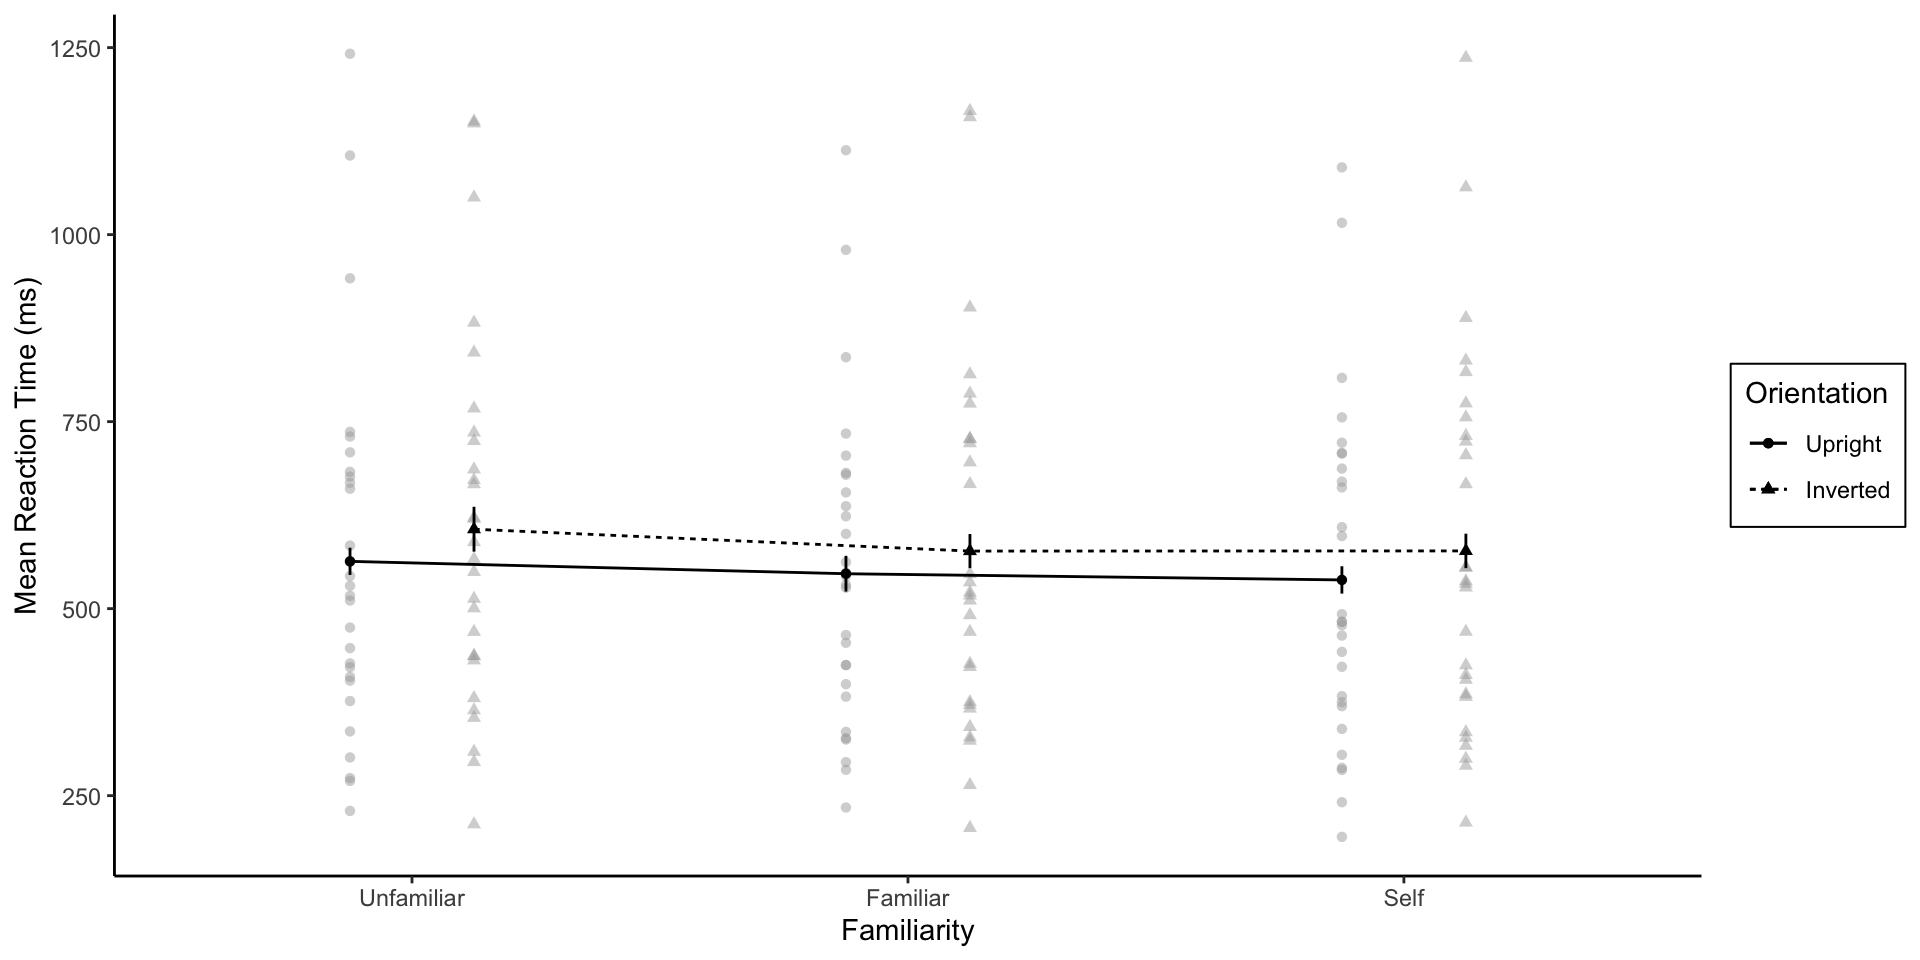 1250
1000
750
500
250
Mean Reaction Time (ms)
Unfamiliar
Familiar
Self
Familiarity
Orientation
Upright
Inverted